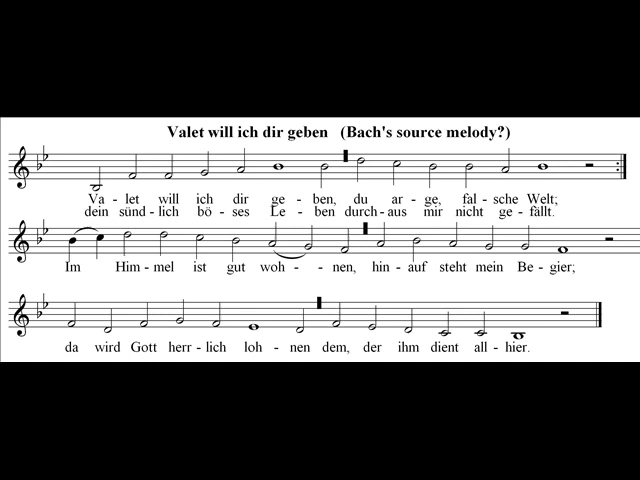 Valet will ich dir geben (Bach's source melody?)
Va - let will ich dir ge - ben, du ar - ge, fal - sche Welt;
dein sünd - lich bö - ses Le - ben durch - aus mir nicht ge - fällt.
Im Him - mel ist gut woh - - nen, hin - auf steht mein Be - gier;
da wird Gott herr - lich loh - nen dem, der ihm dient all - hier.